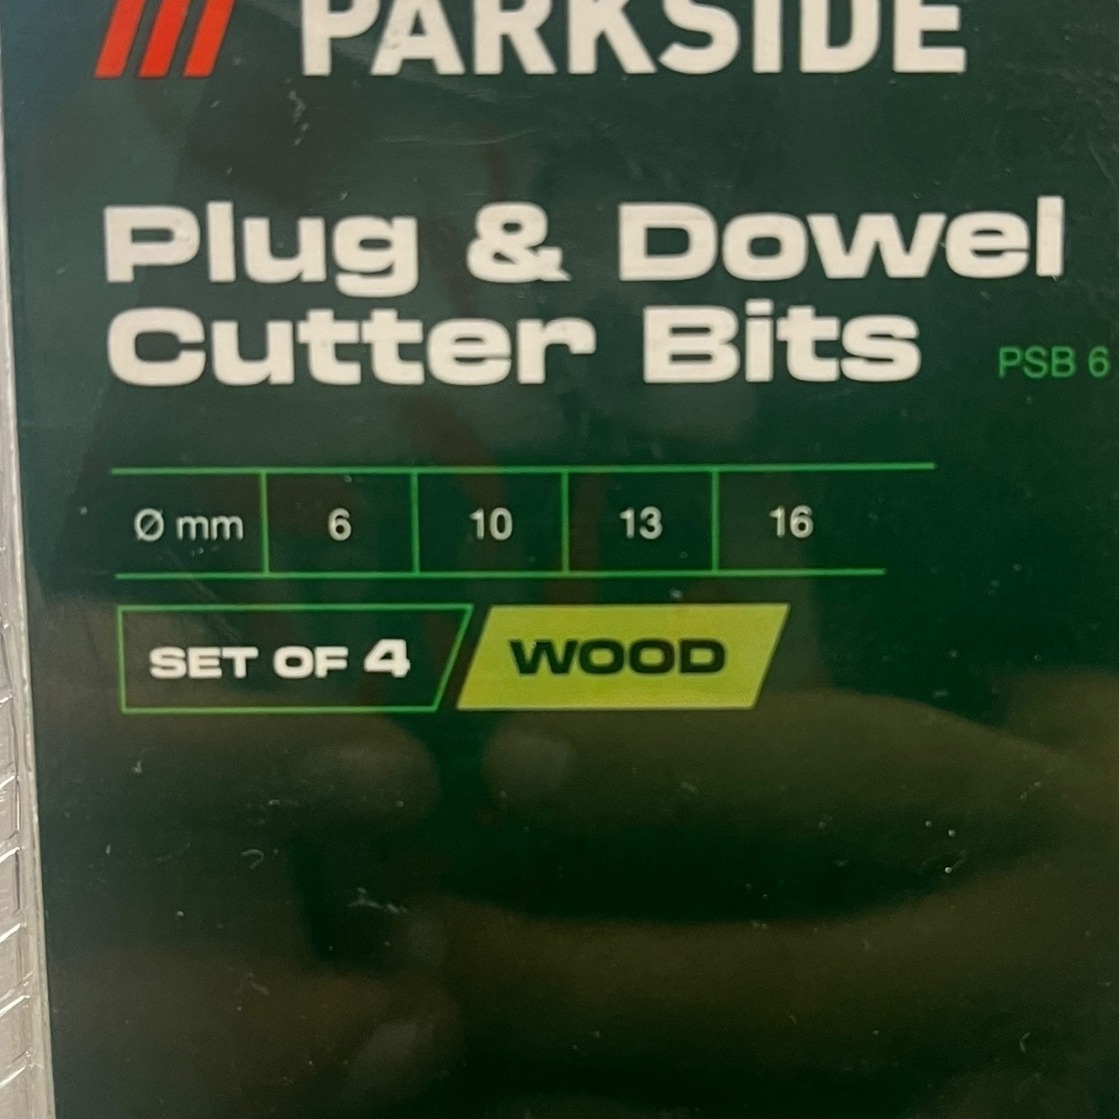 PARKSIDE
Plug & Dowel
Cutter Bits PSB 6
Ø mm 6 10 13 16
SET OF 4 WOOD